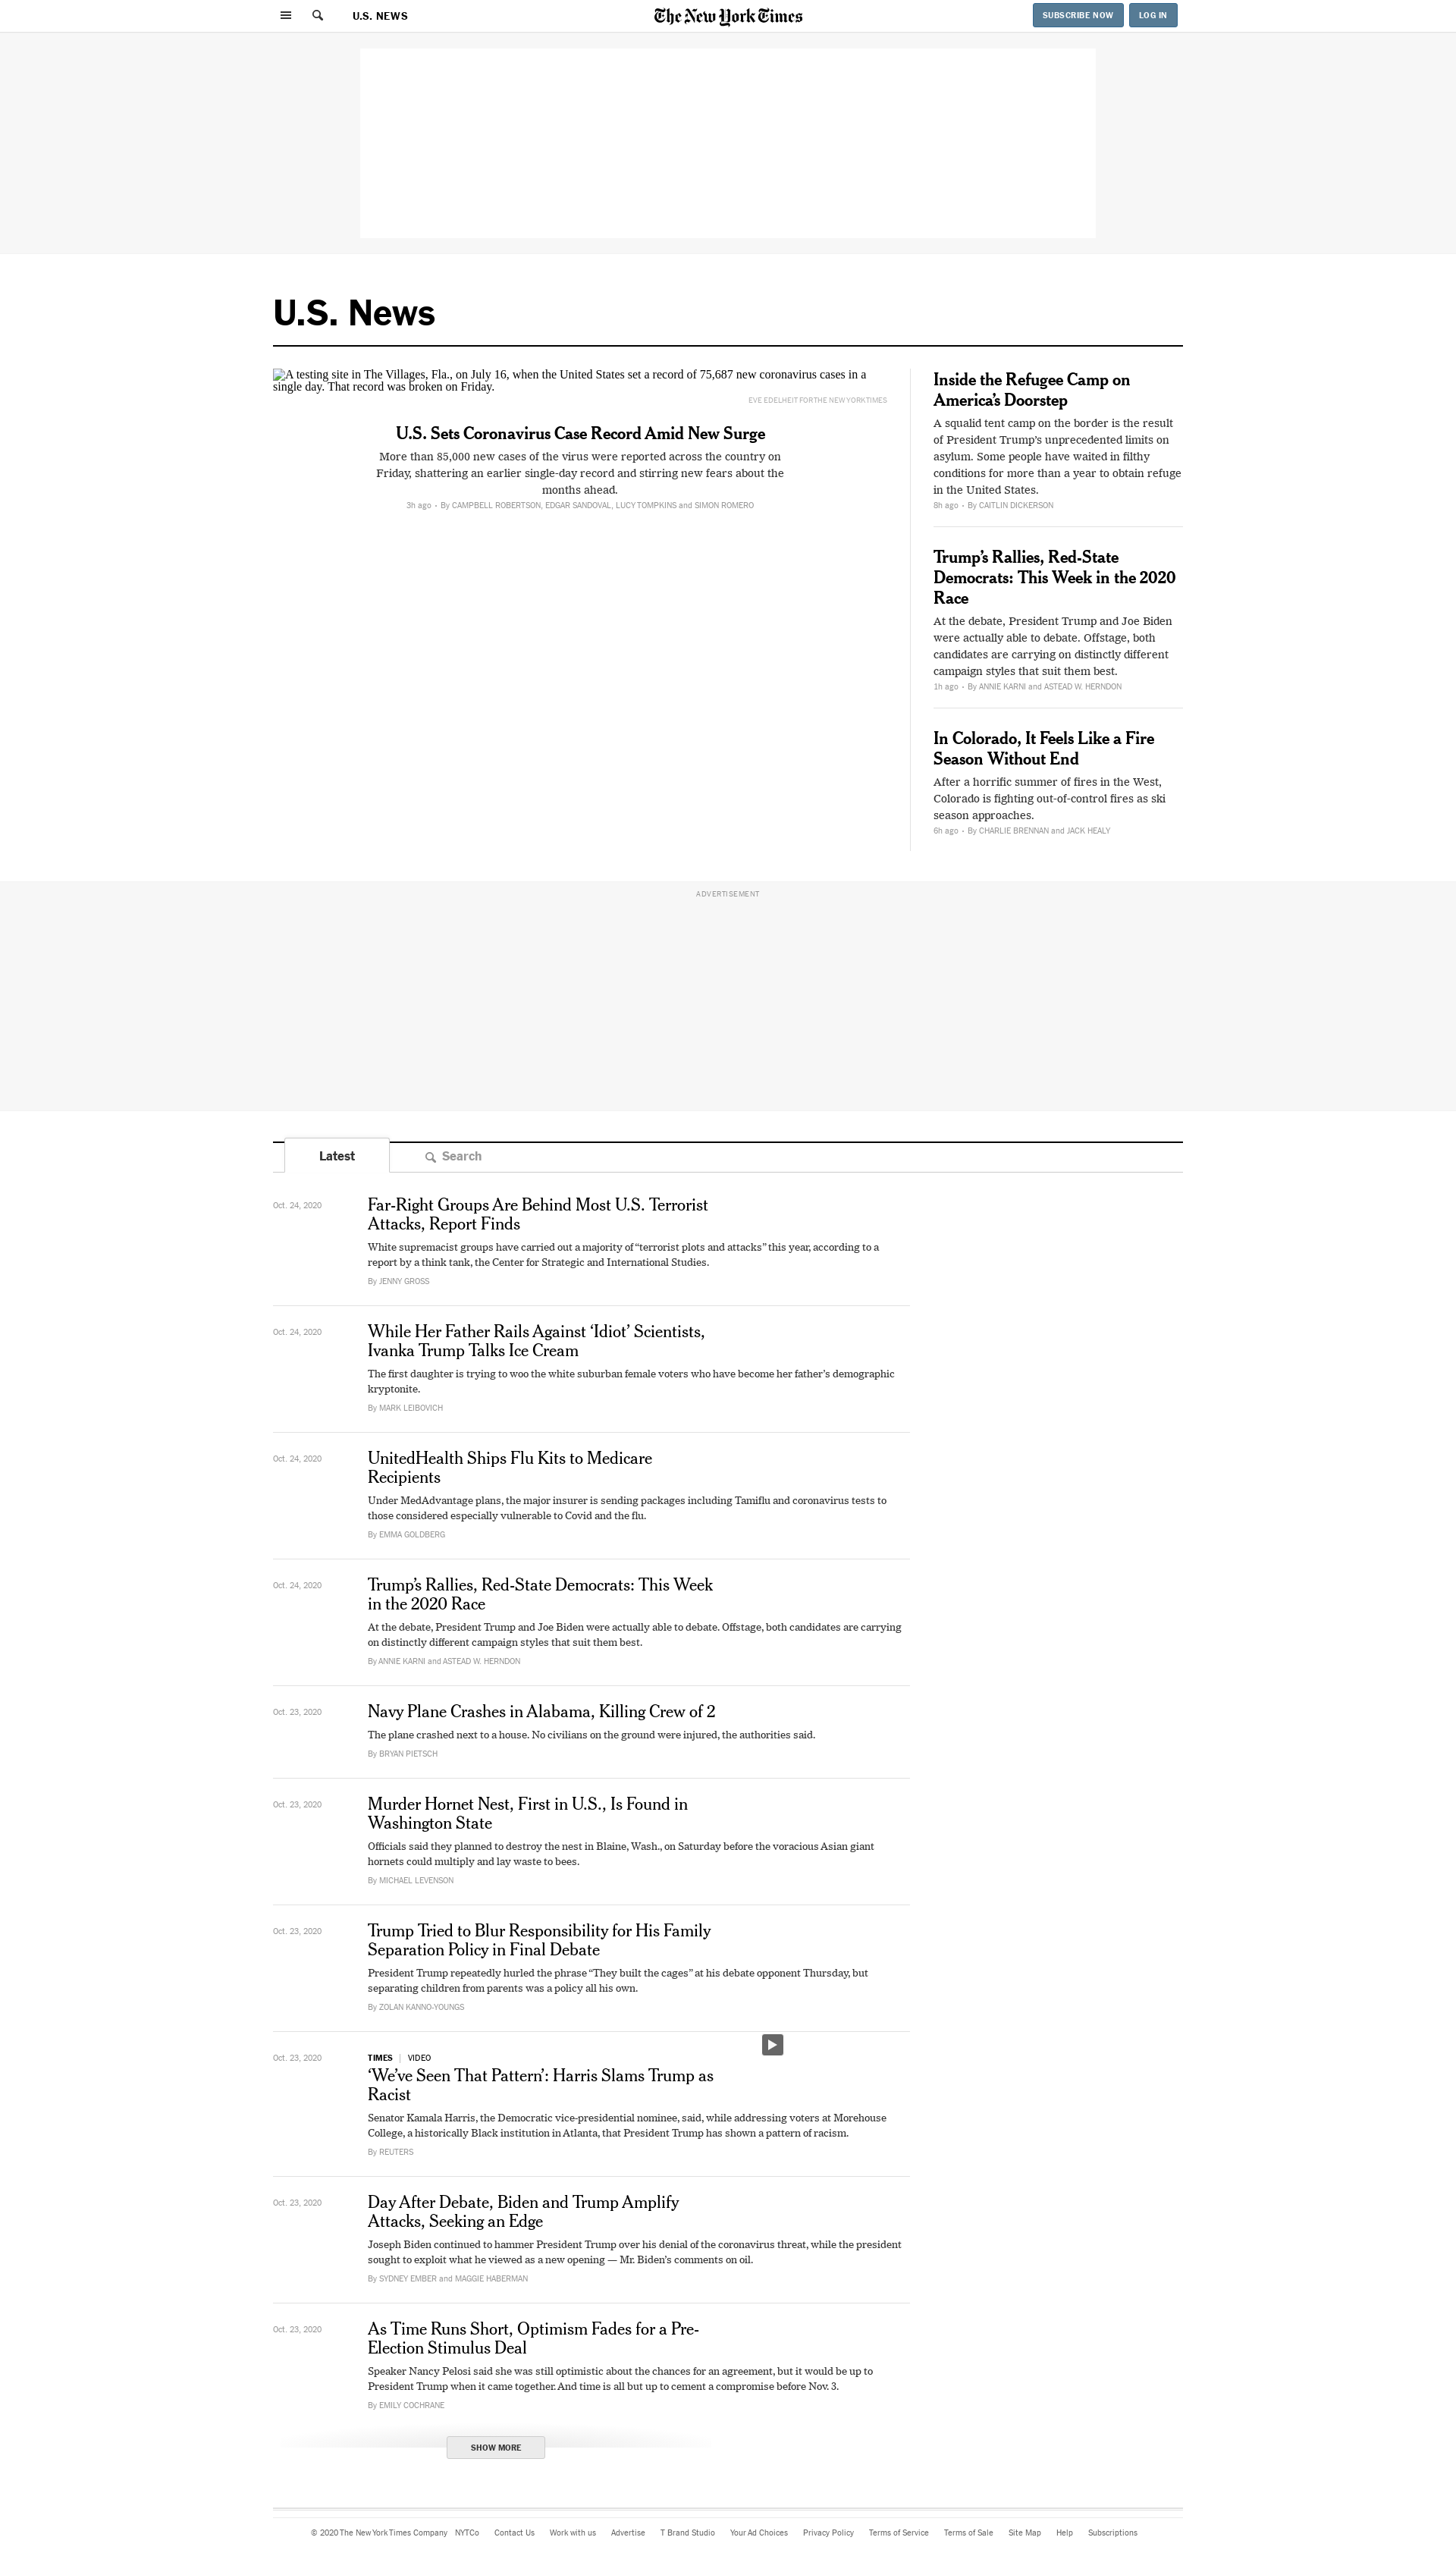 U.S. NEWS
The New York Times
SUBSCRIBE NOW
LOG IN
U.S. News
A testing site in The Villages, Fla., on July 16, when the United States set a record of 75,687 new coronavirus cases in a
single day. That record was broken on Friday.
EVE EDELHEIT FOR THE NEW YORK TIMES
U.S. Sets Coronavirus Case Record Amid New Surge
More than 85,000 new cases of the virus were reported across the country on
Friday, shattering an earlier single-day record and stirring new fears about the
months ahead.
3h ago • By CAMPBELL ROBERTSON, EDGAR SANDOVAL, LUCY TOMPKINS and SIMON ROMERO
Inside the Refugee Camp on
America’s Doorstep
A squalid tent camp on the border is the result
of President Trump’s unprecedented limits on
asylum. Some people have waited in filthy
conditions for more than a year to obtain refuge
in the United States.
8h ago • By CAITLIN DICKERSON
Trump’s Rallies, Red-State
Democrats: This Week in the 2020
Race
At the debate, President Trump and Joe Biden
were actually able to debate. Offstage, both
candidates are carrying on distinctly different
campaign styles that suit them best.
1h ago • By ANNIE KARNI and ASTEAD W. HERNDON
In Colorado, It Feels Like a Fire
Season Without End
After a horrific summer of fires in the West,
Colorado is fighting out-of-control fires as ski
season approaches.
6h ago • By CHARLIE BRENNAN and JACK HEALY
ADVERTISEMENT
Latest
Search
Oct. 24, 2020
Far-Right Groups Are Behind Most U.S. Terrorist
Attacks, Report Finds
White supremacist groups have carried out a majority of “terrorist plots and attacks” this year, according to a
report by a think tank, the Center for Strategic and International Studies.
By JENNY GROSS
Oct. 24, 2020
While Her Father Rails Against ‘Idiot’ Scientists,
Ivanka Trump Talks Ice Cream
The first daughter is trying to woo the white suburban female voters who have become her father’s demographic
kryptonite.
By MARK LEIBOVICH
Oct. 24, 2020
UnitedHealth Ships Flu Kits to Medicare
Recipients
Under MedAdvantage plans, the major insurer is sending packages including Tamiflu and coronavirus tests to
those considered especially vulnerable to Covid and the flu.
By EMMA GOLDBERG
Oct. 24, 2020
Trump’s Rallies, Red-State Democrats: This Week
in the 2020 Race
At the debate, President Trump and Joe Biden were actually able to debate. Offstage, both candidates are carrying
on distinctly different campaign styles that suit them best.
By ANNIE KARNI and ASTEAD W. HERNDON
Oct. 23, 2020
Navy Plane Crashes in Alabama, Killing Crew of 2
The plane crashed next to a house. No civilians on the ground were injured, the authorities said.
By BRYAN PIETSCH
Oct. 23, 2020
Murder Hornet Nest, First in U.S., Is Found in
Washington State
Officials said they planned to destroy the nest in Blaine, Wash., on Saturday before the voracious Asian giant
hornets could multiply and lay waste to bees.
By MICHAEL LEVENSON
Oct. 23, 2020
Trump Tried to Blur Responsibility for His Family
Separation Policy in Final Debate
President Trump repeatedly hurled the phrase “They built the cages” at his debate opponent Thursday, but
separating children from parents was a policy all his own.
By ZOLAN KANNO-YOUNGS
Oct. 23, 2020
TIMES | VIDEO
‘We’ve Seen That Pattern’: Harris Slams Trump as
Racist
Senator Kamala Harris, the Democratic vice-presidential nominee, said, while addressing voters at Morehouse
College, a historically Black institution in Atlanta, that President Trump has shown a pattern of racism.
By REUTERS
Oct. 23, 2020
Day After Debate, Biden and Trump Amplify
Attacks, Seeking an Edge
Joseph Biden continued to hammer President Trump over his denial of the coronavirus threat, while the president
sought to exploit what he viewed as a new opening — Mr. Biden’s comments on oil.
By SYDNEY EMBER and MAGGIE HABERMAN
Oct. 23, 2020
As Time Runs Short, Optimism Fades for a Pre-
Election Stimulus Deal
Speaker Nancy Pelosi said she was still optimistic about the chances for an agreement, but it would be up to
President Trump when it came together. And time is all but up to cement a compromise before Nov. 3.
By EMILY COCHRANE
SHOW MORE
© 2020 The New York Times Company NYTCo Contact Us Work with us Advertise T Brand Studio Your Ad Choices Privacy Policy Terms of Service Terms of Sale Site Map Help Subscriptions